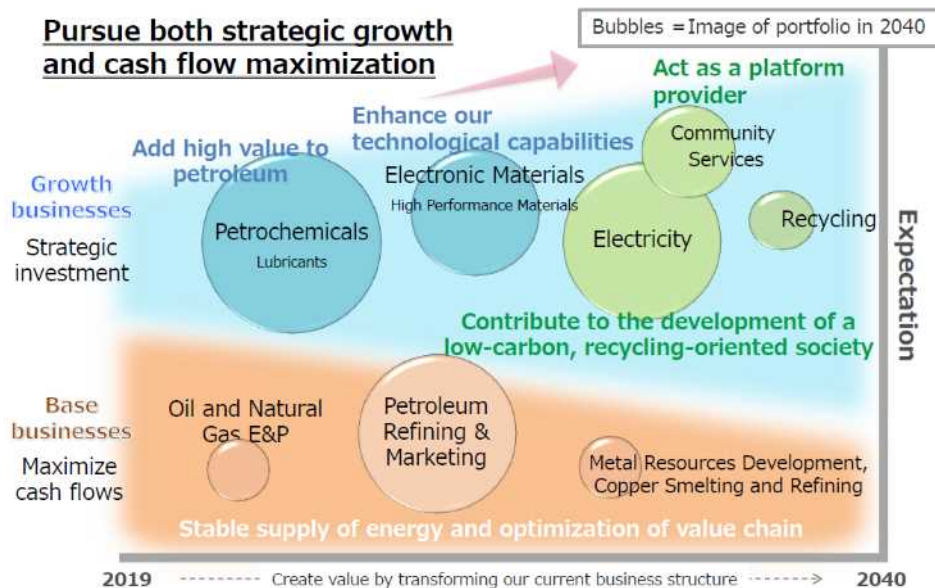 Pursue both strategic growth
and cash flow maximization
Bubbles = Image of portfolio in 2040
Act as a platform
provider
Enhance our
technological capabilities
Add high value to
petroleum
Community
Services
Electronic Materials
High Performance Materials
Growth
businesses
Strategic
investment
Petrochemicals
Lubricants
Electricity
Recycling
Expectation
Contribute to the development of a
low-carbon, recycling-oriented society
Base
businesses
Maximize
cash flows
Oil and Natural
Gas E&P
Petroleum
Refining &
Marketing
Metal Resources Development,
Copper Smelting and Refining
Stable supply of energy and optimization of value chain
2019
Create value by transforming our current business structure
2040